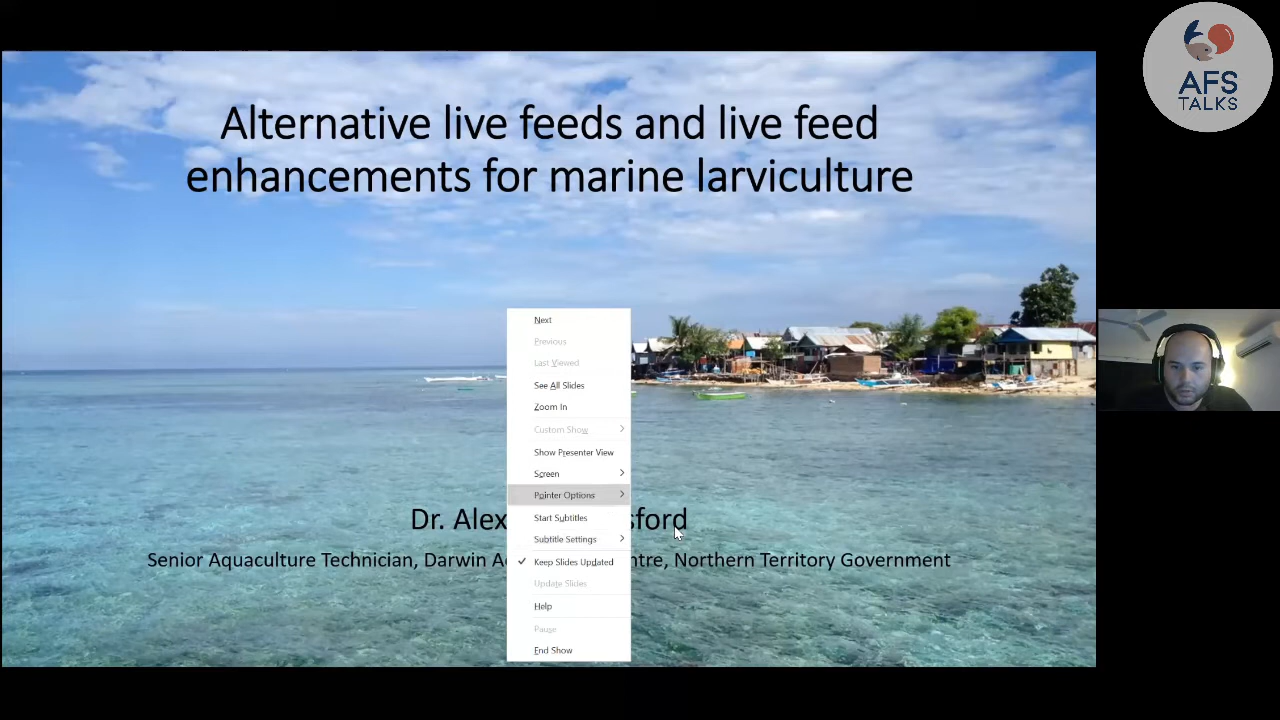 AFS
TALKS
Alternative live feeds and live feed
enhancements for marine larviculture
Next
Previous
Last Viewed
See All Slides
Zoom In
Custom Show
Show Presenter View
Screen
Pointer Options
Start Subtitles
Subtitle Settings
Keep Slides Updated
Update Slides
Help
Pause
End Show
Dr. Alex sford
Senior Aquaculture Technician, Darwin A ntre, Northern Territory Government